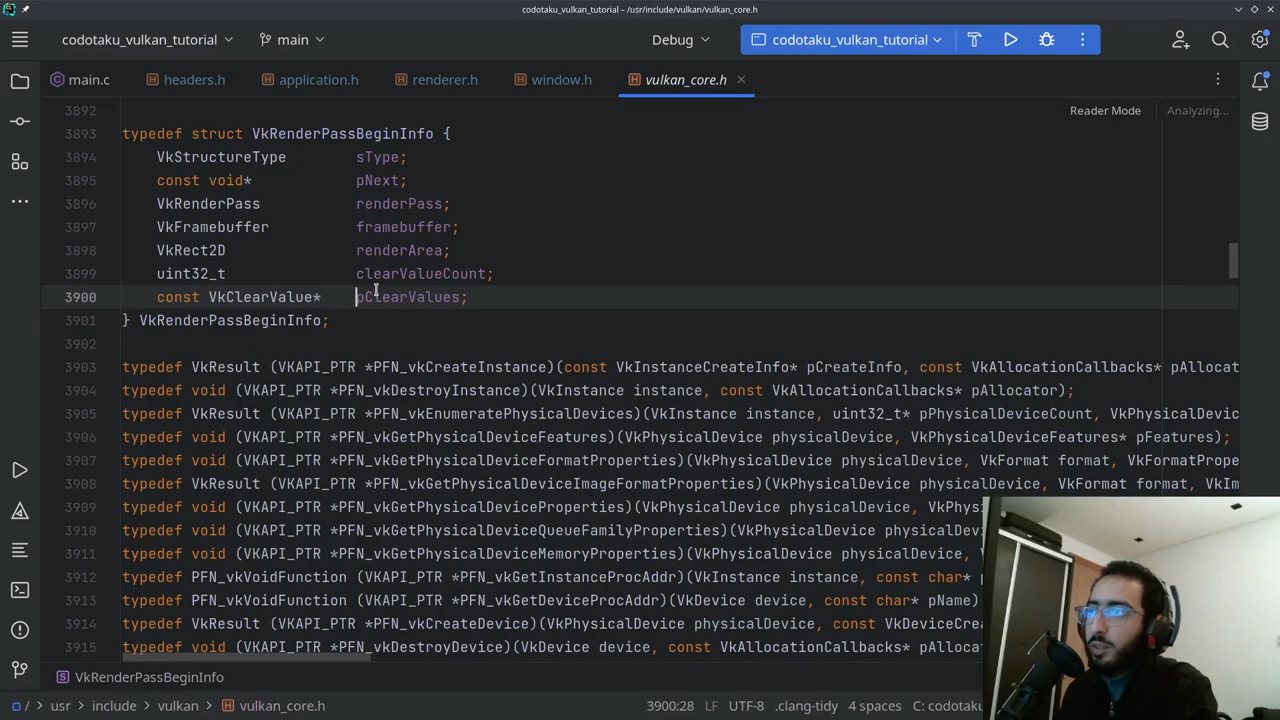 codotaku_vulkan_tutorial – /usr/include/vulkan/vulkan_core.h
codotaku_vulkan_tutorial main Debug codotaku_vulkan_tutorial
main.c headers.h application.h renderer.h window.h vulkan_core.h
Reader Mode Analyzing...
3892
3893 typedef struct VkRenderPassBeginInfo {
3894 VkStructureType sType;
3895 const void* pNext;
3896 VkRenderPass renderPass;
3897 VkFramebuffer framebuffer;
3898 VkRect2D renderArea;
3899 uint32_t clearValueCount;
3900 const VkClearValue* pClearValues;
3901 } VkRenderPassBeginInfo;
3902
3903 typedef VkResult (VKAPI_PTR *PFN_vkCreateInstance)(const VkInstanceCreateInfo* pCreateInfo, const VkAllocationCallbacks* pAllocat
3904 typedef void (VKAPI_PTR *PFN_vkDestroyInstance)(VkInstance instance, const VkAllocationCallbacks* pAllocator);
3905 typedef VkResult (VKAPI_PTR *PFN_vkEnumeratePhysicalDevices)(VkInstance instance, uint32_t* pPhysicalDeviceCount, VkPhysicalDevic
3906 typedef void (VKAPI_PTR *PFN_vkGetPhysicalDeviceFeatures)(VkPhysicalDevice physicalDevice, VkPhysicalDeviceFeatures* pFeatures);
3907 typedef void (VKAPI_PTR *PFN_vkGetPhysicalDeviceFormatProperties)(VkPhysicalDevice physicalDevice, VkFormat format, VkFormatPrope
3908 typedef VkResult (VKAPI_PTR *PFN_vkGetPhysicalDeviceImageFormatProperties)(VkPhysicalDevice physicalDevice, VkFormat format, VkIm
3909 typedef void (VKAPI_PTR *PFN_vkGetPhysicalDeviceProperties)(VkPhysicalDevice physicalDevice, VkPhys
3910 typedef void (VKAPI_PTR *PFN_vkGetPhysicalDeviceQueueFamilyProperties)(VkPhysicalDevice physicalDevi
3911 typedef void (VKAPI_PTR *PFN_vkGetPhysicalDeviceMemoryProperties)(VkPhysicalDevice physicalDevice,
3912 typedef PFN_vkVoidFunction (VKAPI_PTR *PFN_vkGetInstanceProcAddr)(VkInstance instance, const char* p
3913 typedef PFN_vkVoidFunction (VKAPI_PTR *PFN_vkGetDeviceProcAddr)(VkDevice device, const char* pName)
3914 typedef VkResult (VKAPI_PTR *PFN_vkCreateDevice)(VkPhysicalDevice physicalDevice, const VkDeviceCrea
3915 typedef void (VKAPI_PTR *PFN_vkDestroyDevice)(VkDevice device, const VkAllocationCallbacks* pAlloca
S VkRenderPassBeginInfo
/ usr include vulkan vulkan_core.h 3900:28 LF UTF-8 .clang-tidy 4 spaces C: codotaku